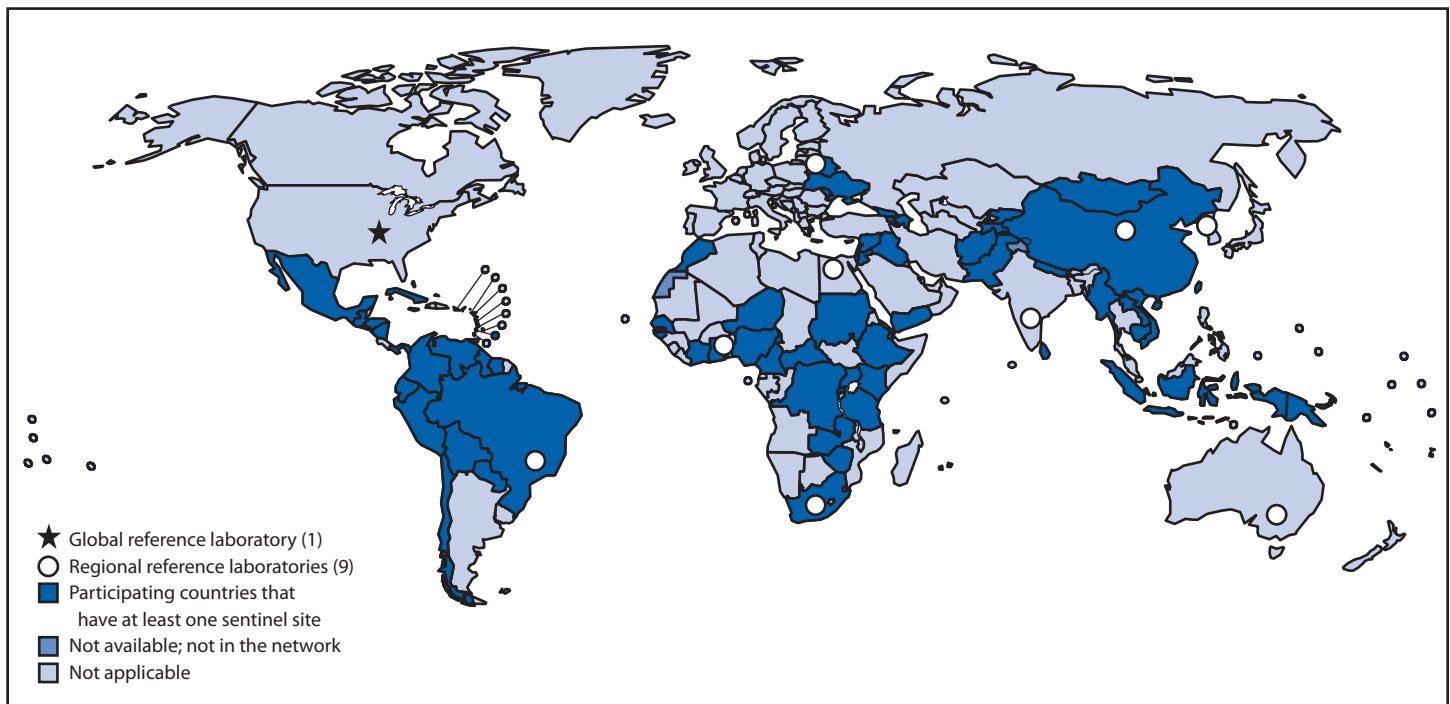 Global reference laboratory (1)
Regional reference laboratories (9)
Participating countries that
have at least one sentinel site
Not available; not in the network
Not applicable